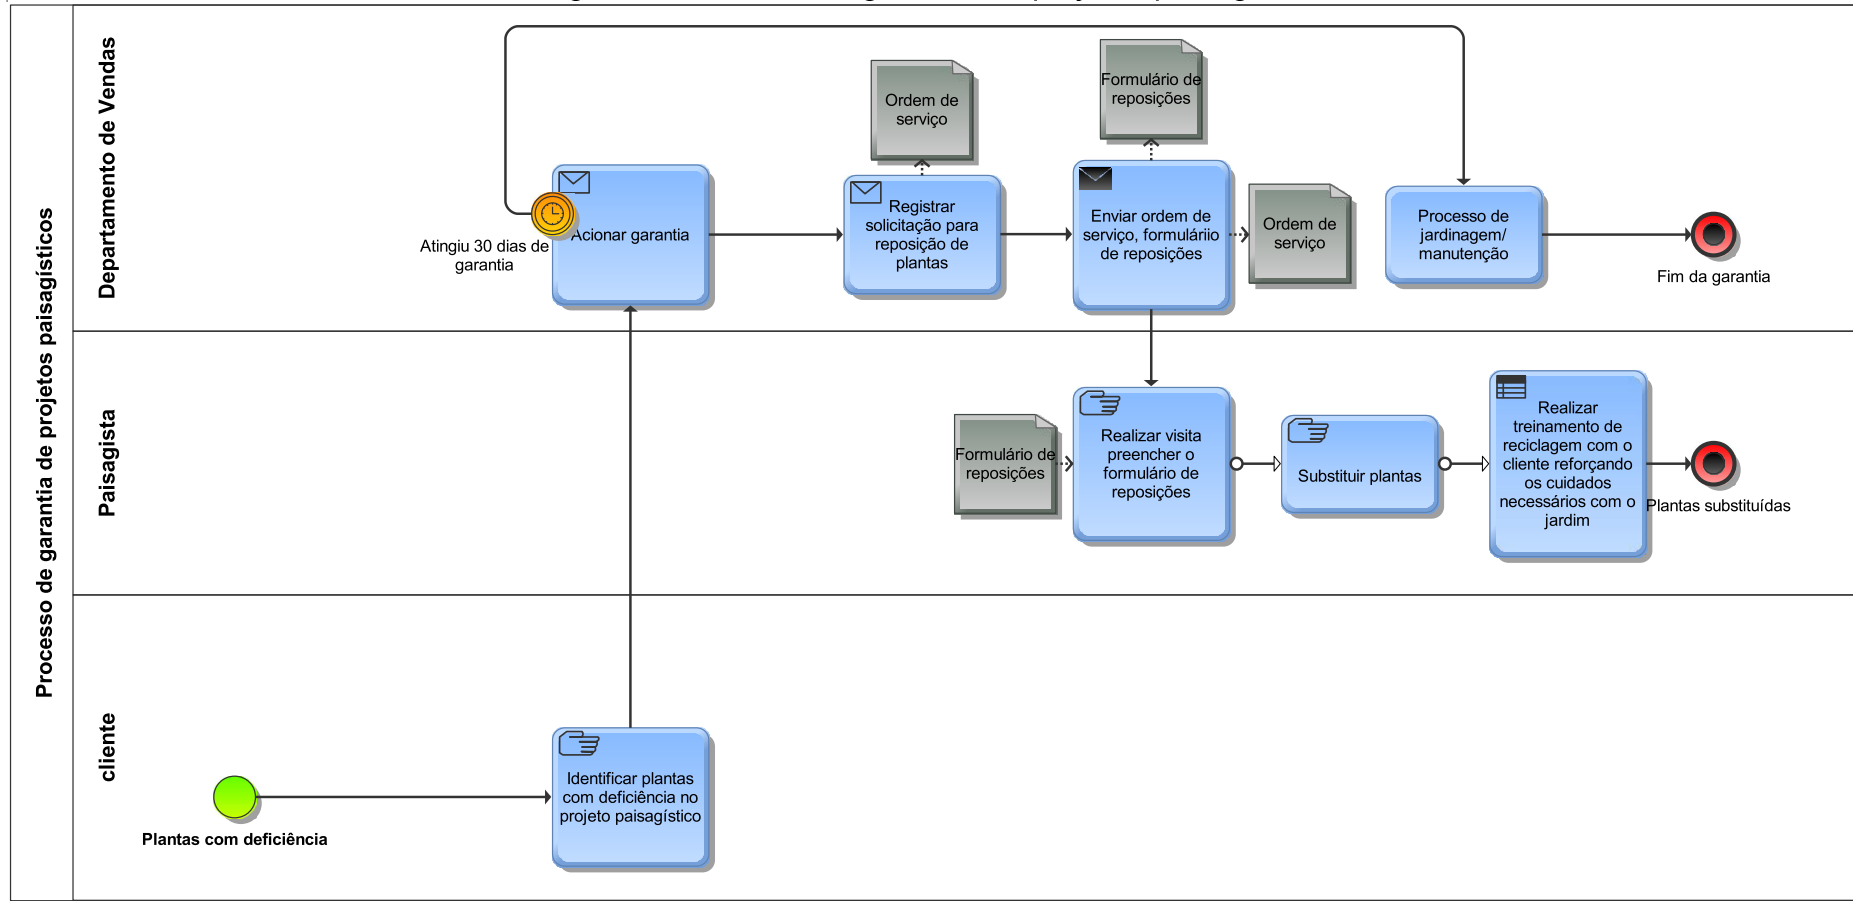 Processo de garantia de projetos paisagísticos
Departamento de Vendas
Ordem de
serviço
Formulário de
reposições
Atingiu 30 dias de
garantia
Acionar garantia
Registrar
solicitação para
reposição de
plantas
Enviar ordem de
serviço, formuláriio
de reposições
Ordem de
serviço
Processo de
jardinagem/
manutenção
Fim da garantia
Paisagista
Formulário de
reposições
Realizar visita
preencher o
formulário de
reposições
Substituir plantas
Realizar
treinamento de
reciclagem com o
cliente reforçando
os cuidados
necessários com o
jardim
Plantas substituídas
cliente
Plantas com deficiência
Identificar plantas
com deficiência no
projeto paisagístico